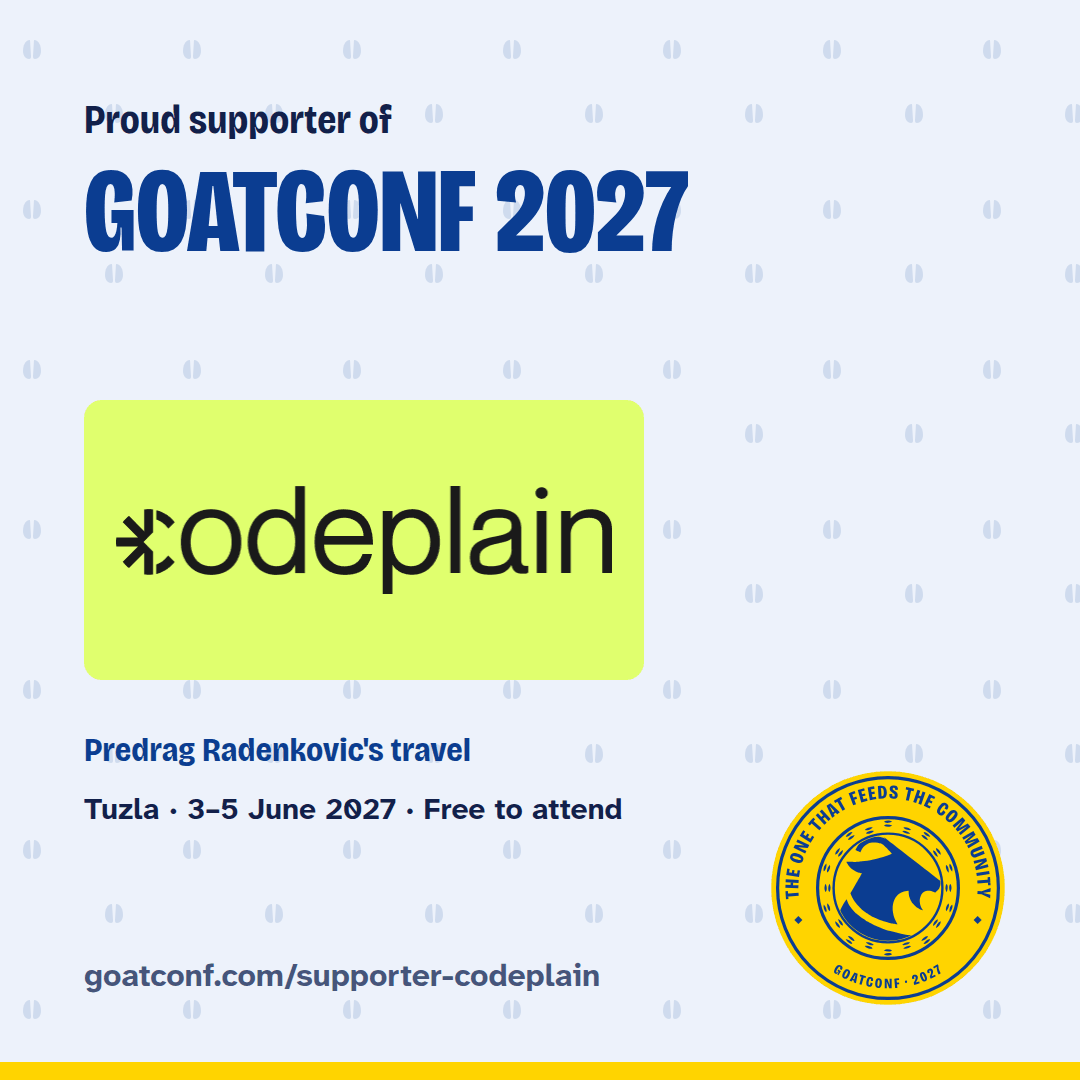 Proud supporter of
GOATCONF 2027
codeplain
Predrag Radenkovic's travel
Tuzla · 3–5 June 2027 · Free to attend
THE ONE THAT FEEDS THE COMMUNITY
GOATCONF · 2027
goatconf.com/supporter-codeplain